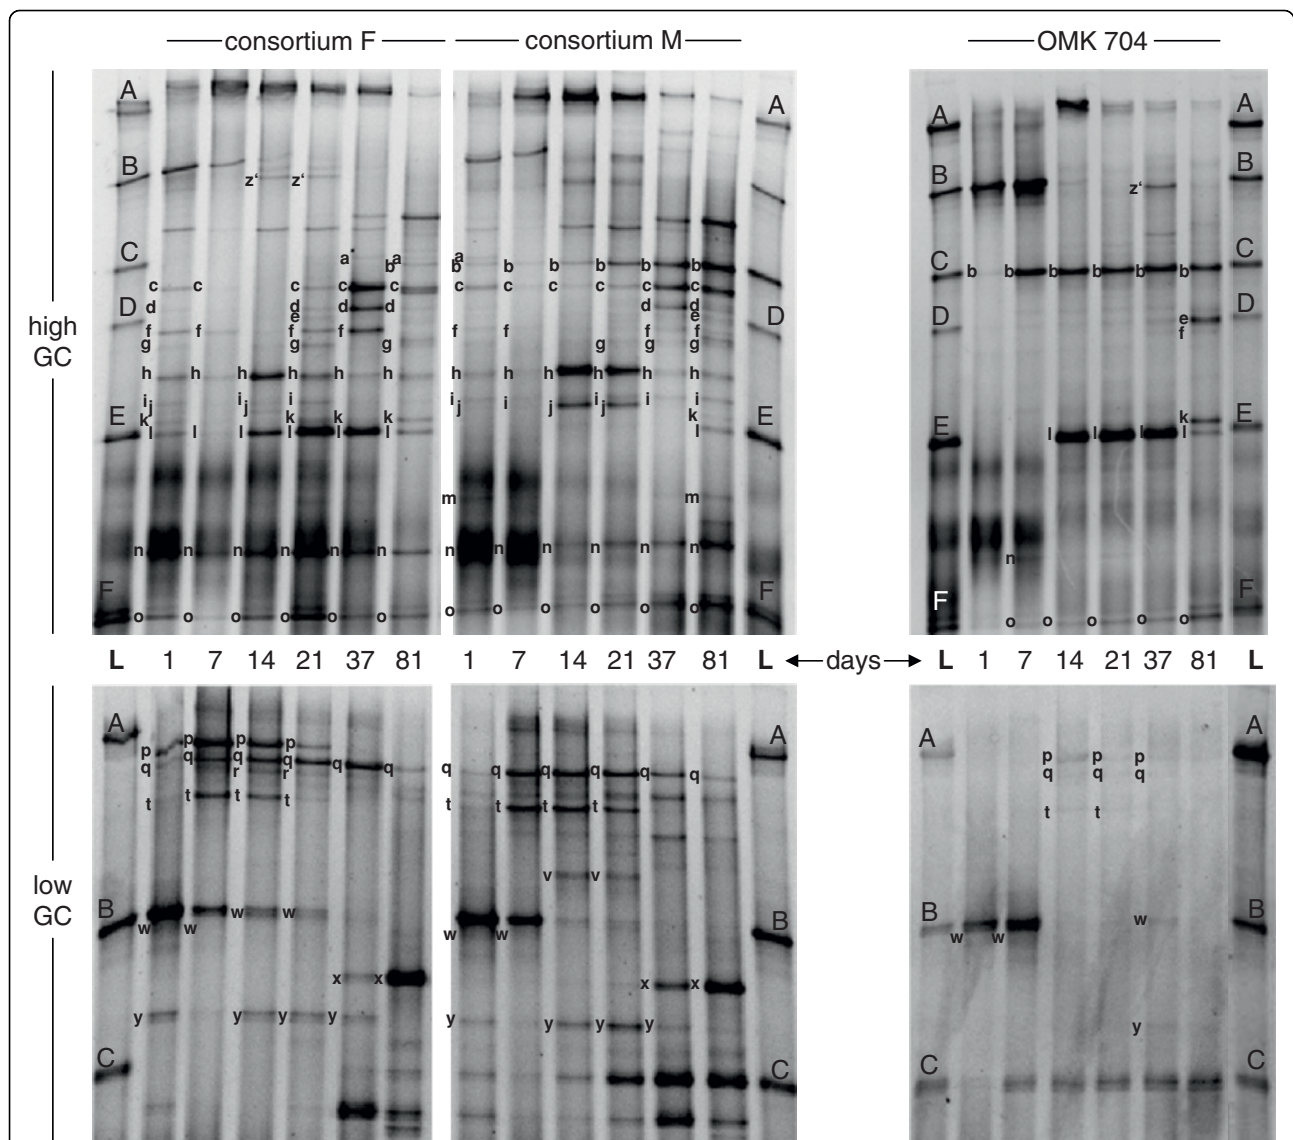 consortium F consortium M OMK 704
A A A A
B z' z' B z' B
C a b a b a b b b b b b C b b b b b C
c c c c c c c c c c
D d d d d d D D e D
e e f
f f f f f f f f
g g g g g g
high GC
h h h h h h h h h h h h
i j i j i i j i j i j i i
E k l l l k l k l k l k l E E l l l l k l E
m m
n n n n n n n n n n n n n
F o o o o o o o o o o o o F F o o o o o F
L 1 7 14 21 37 81 1 7 14 21 37 81 L days L 1 7 14 21 37 81 L
A p p p p A A p p p A
q q q q q q q q q q q q q q q
r r
t t t t t t t t t
low GC
v v
B w w w w w w B B w w w B
x x x x
y y y y y y y y y
C C C C